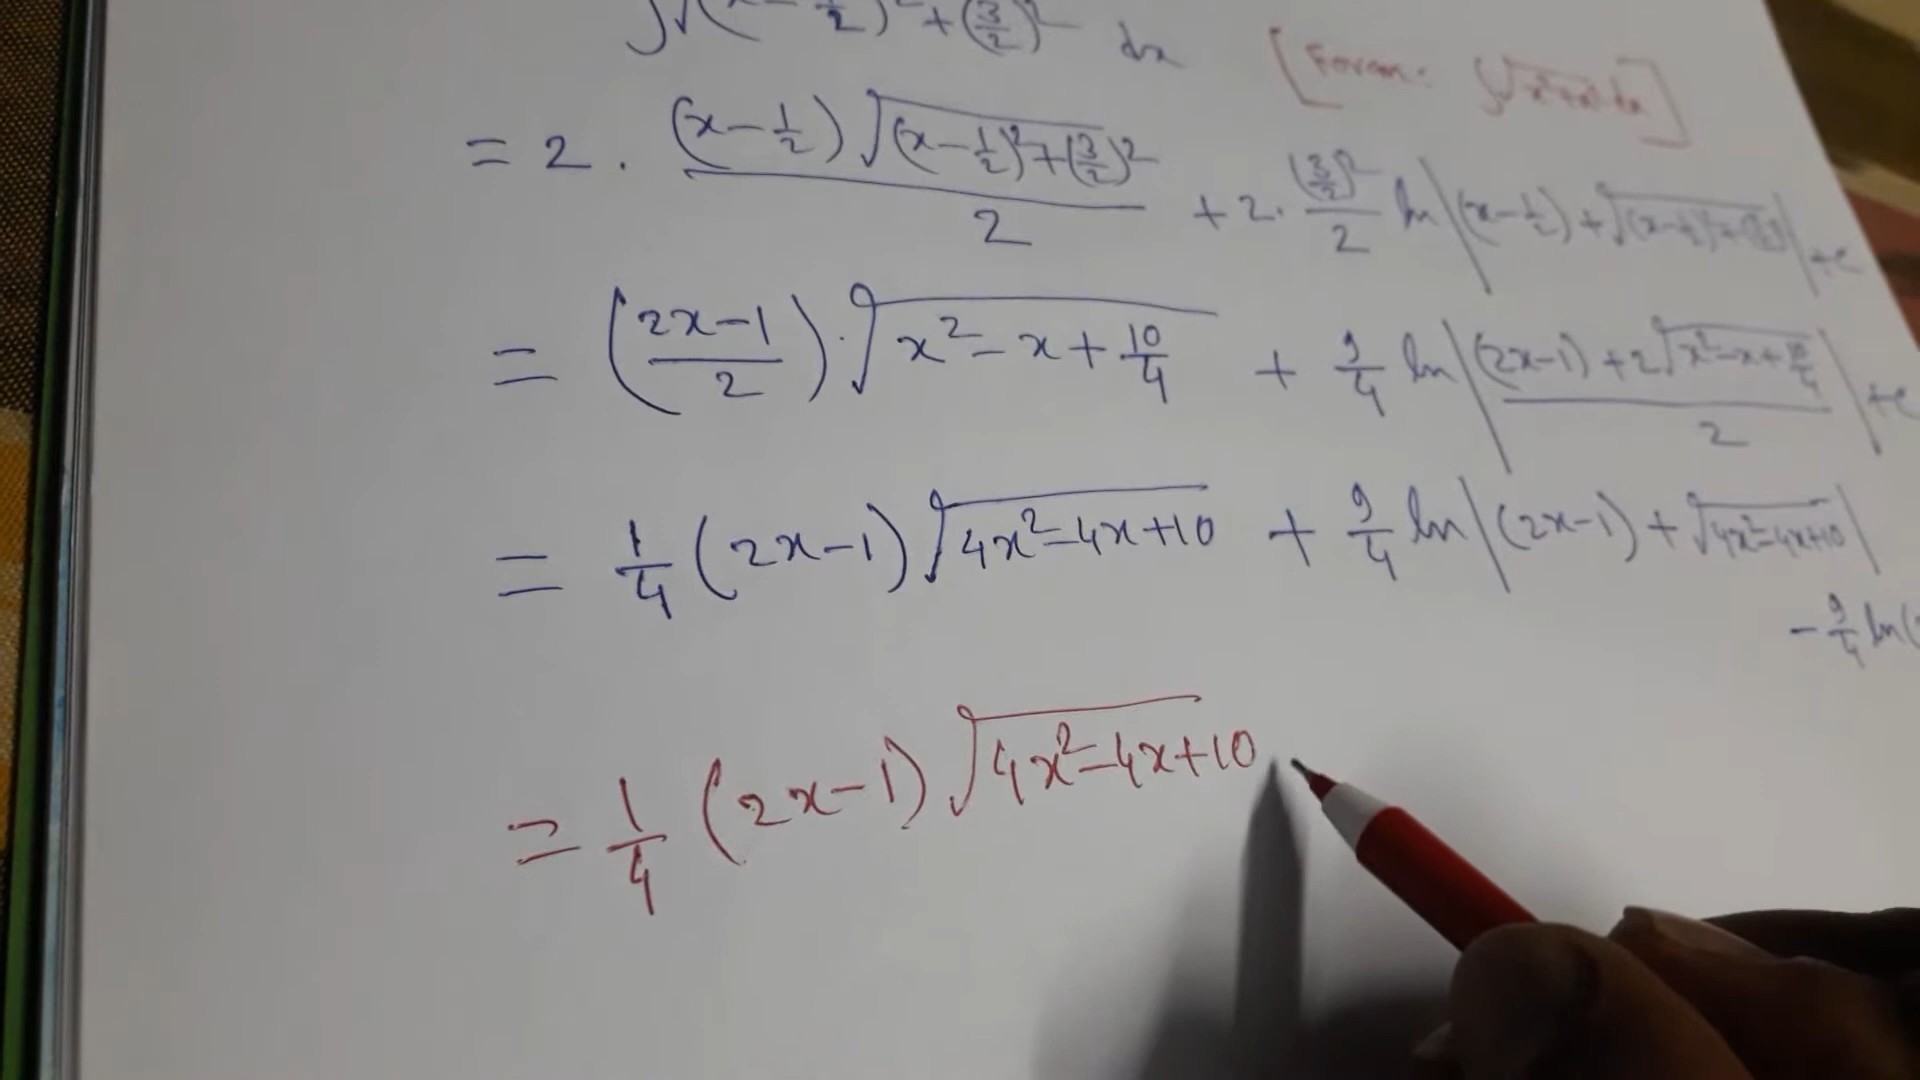 ∫√(x-1/2)²+(3/2)² dx [Form: ∫√x²+a² dx]
= 2 . (x-1/2)√(x-1/2)²+(3/2)² / 2 + 2. (3/2)²/2 ln|(x-1/2)+√(x-1/2)²+(3/2)²|+c
= ((2x-1)/2).√x²-x+10/4 + 9/4 ln|(2x-1)+2√x²-x+10/4 / 2|+c
= 1/4 (2x-1)√4x²-4x+10 + 9/4 ln|(2x-1)+√4x²-4x+10|
- 9/4 ln(
= 1/4 (2x-1)√4x²-4x+10